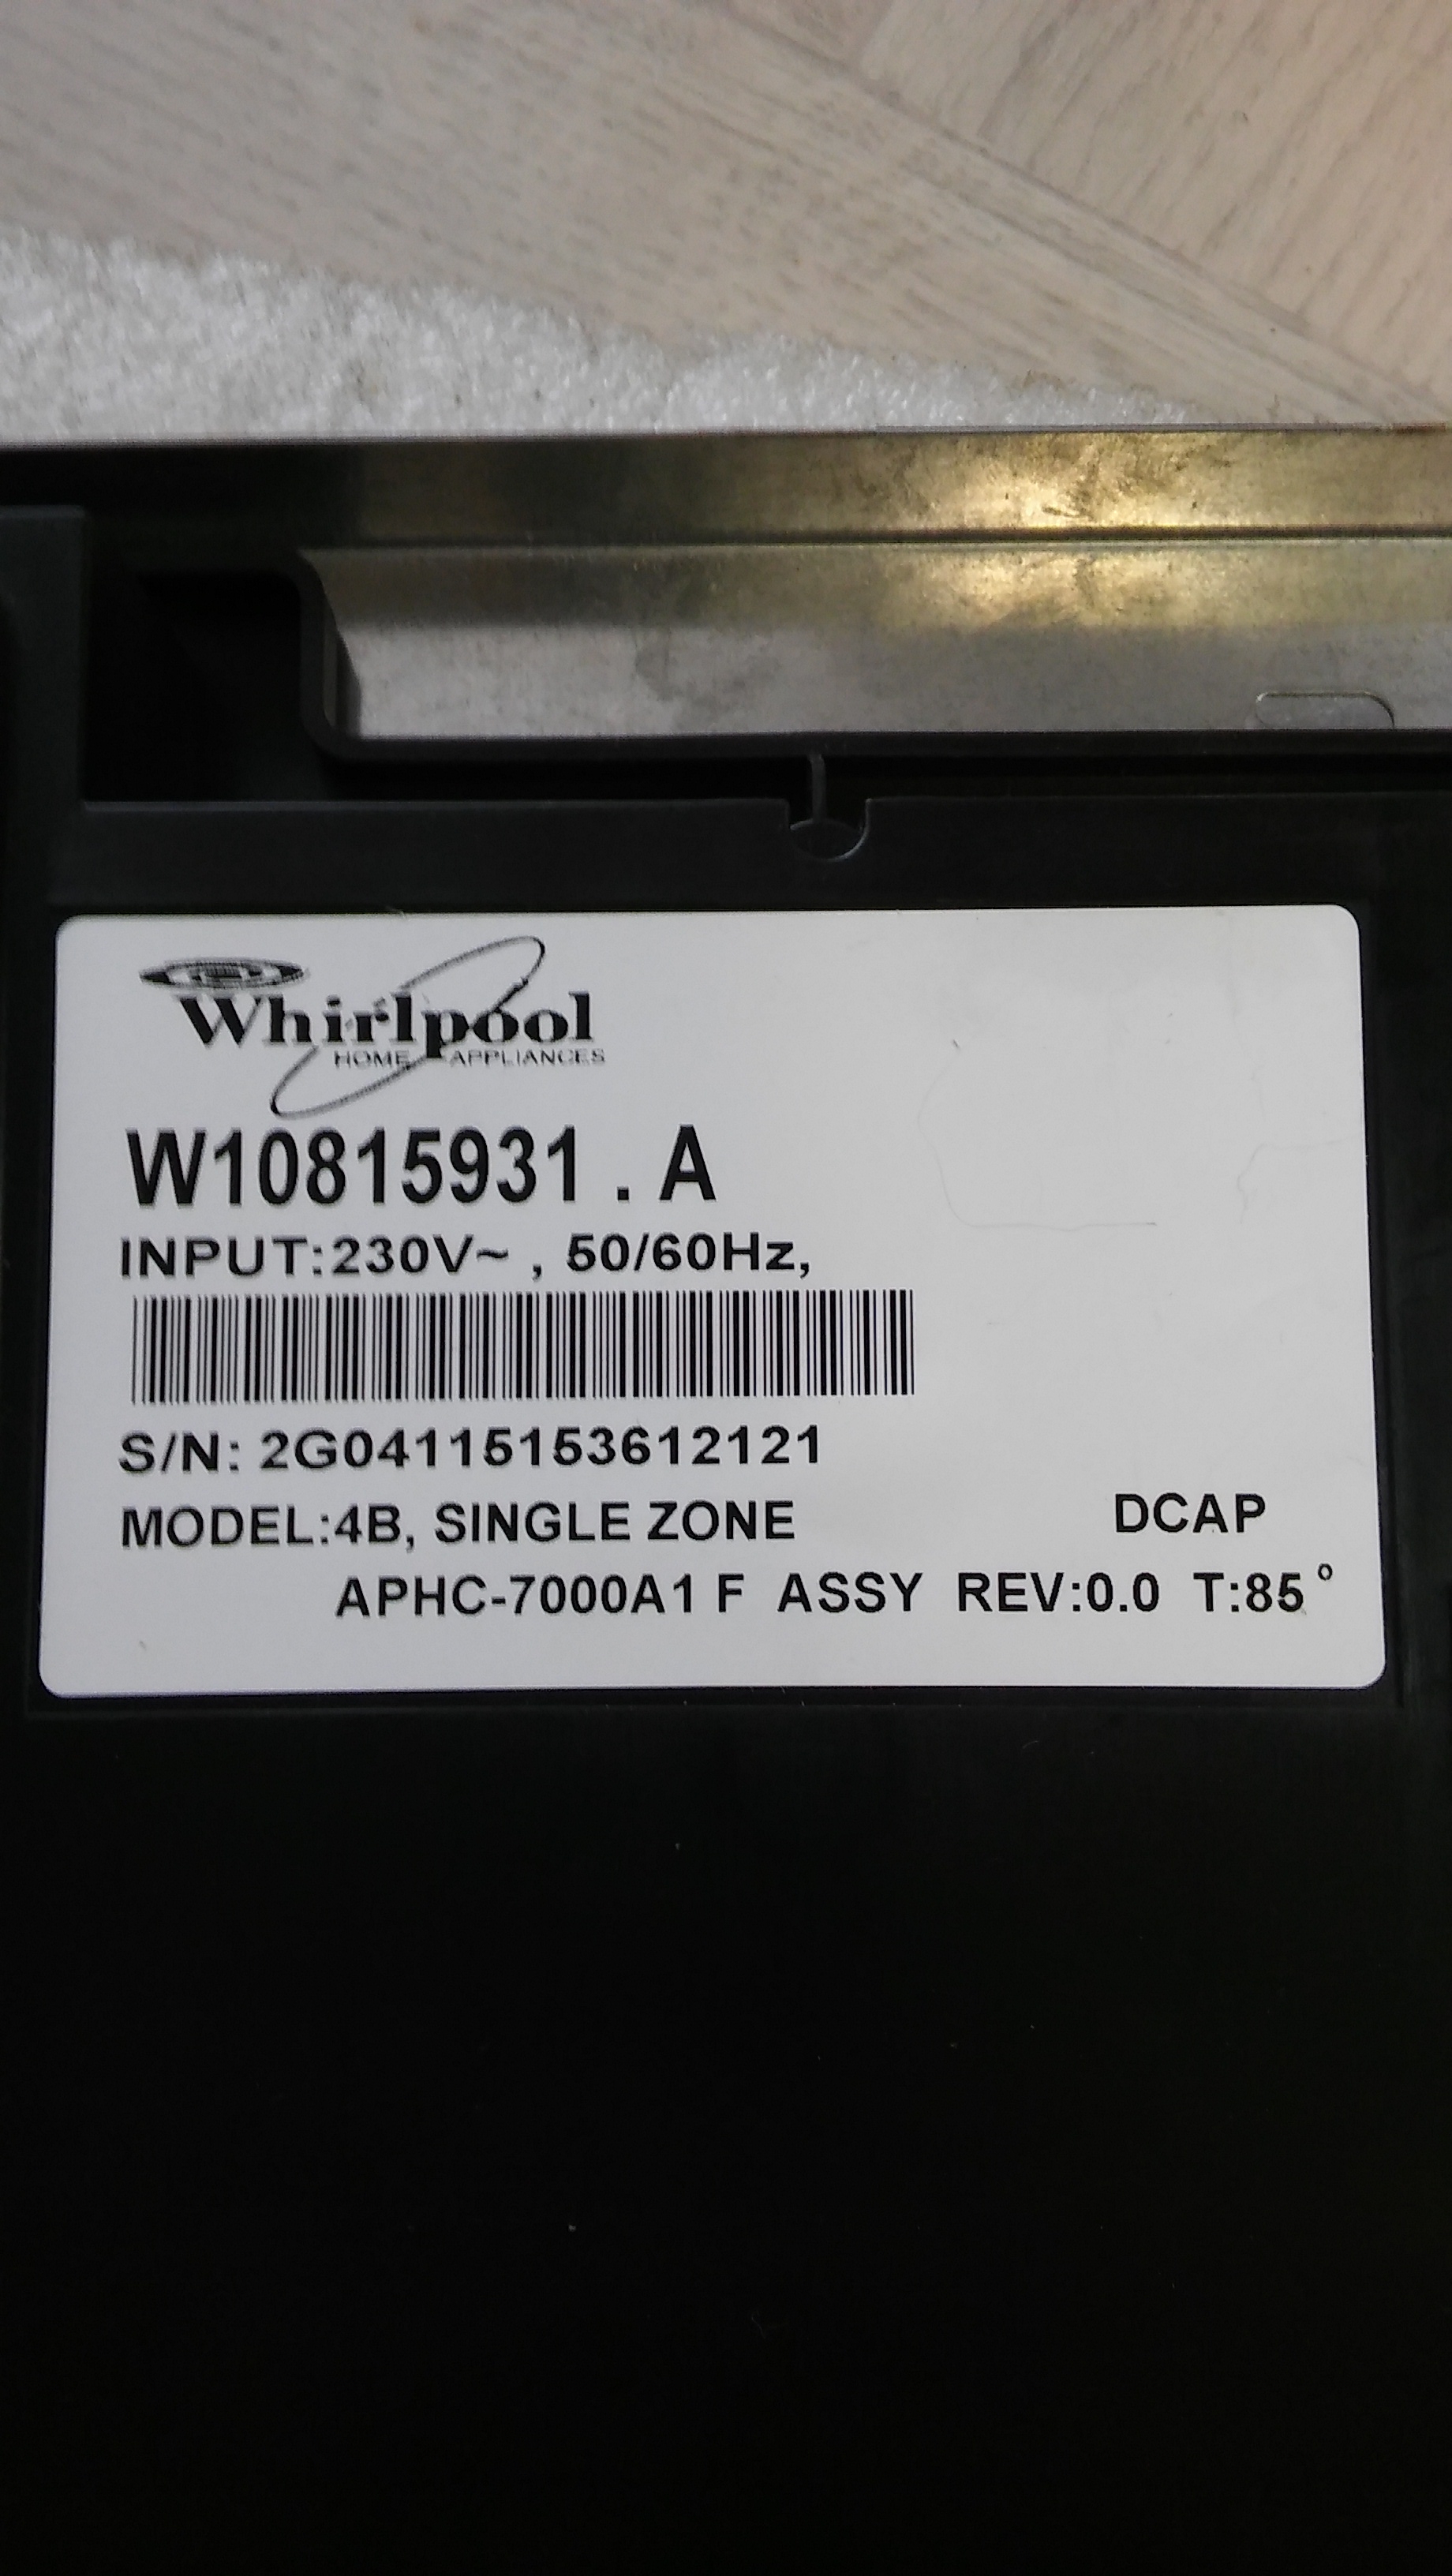 Whirlpool
HOME APPLIANCES
W10815931 . A
INPUT:230V~ , 50/60Hz,
S/N: 2G04115153612121
MODEL:4B, SINGLE ZONE DCAP
APHC-7000A1 F ASSY REV:0.0 T:85°